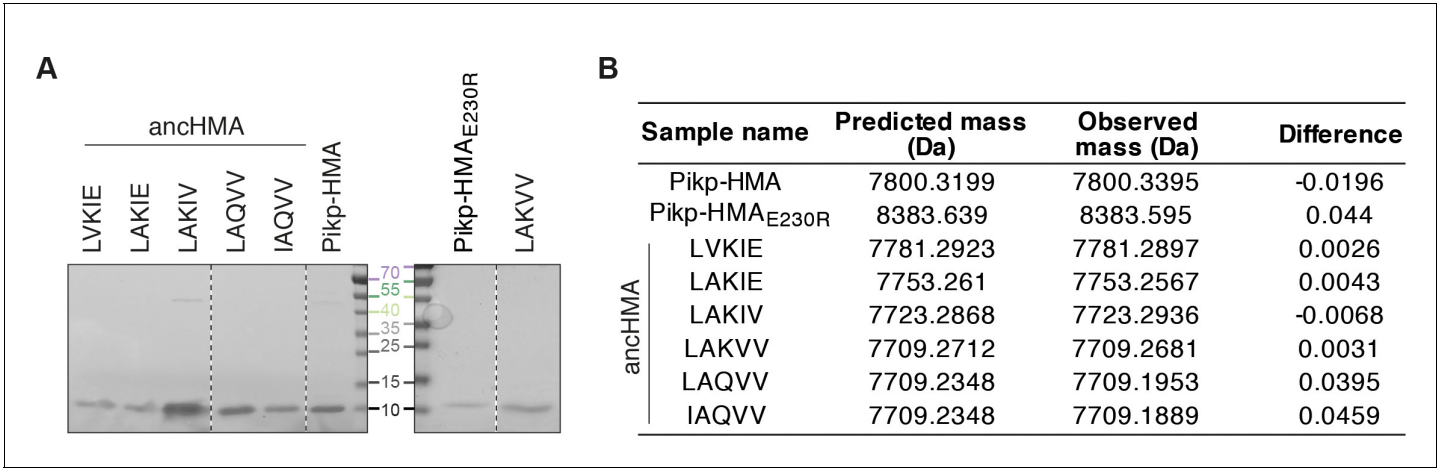 A
ancHMA
LVKIE
LAKIE
LAKIV
LAQVV
IAQVV
Pikp-HMA
Pikp-HMAE230R
LAKVV
70
55
40
35
25
15
10
B
Sample name Predicted mass (Da) Observed mass (Da) Difference
Pikp-HMA 7800.3199 7800.3395 -0.0196
Pikp-HMAE230R 8383.639 8383.595 0.044
ancHMA
LVKIE 7781.2923 7781.2897 0.0026
LAKIE 7753.261 7753.2567 0.0043
LAKIV 7723.2868 7723.2936 -0.0068
LAKVV 7709.2712 7709.2681 0.0031
LAQVV 7709.2348 7709.1953 0.0395
IAQVV 7709.2348 7709.1889 0.0459